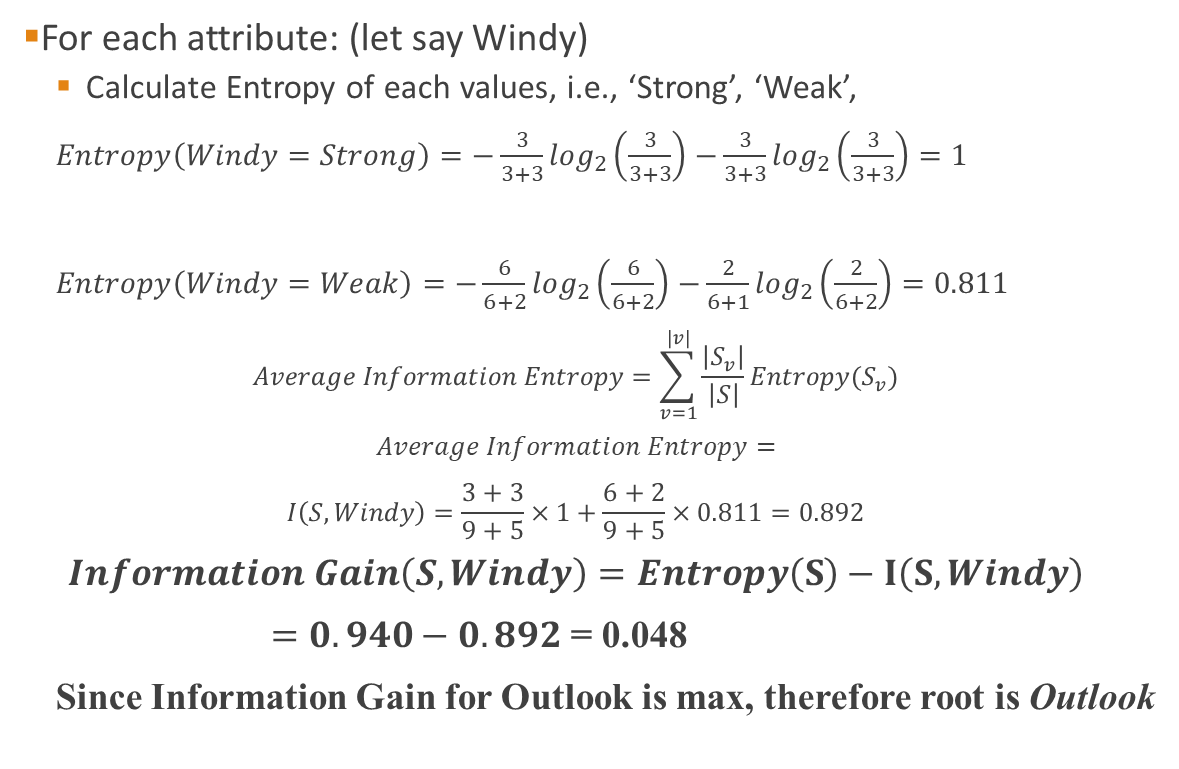 ▪For each attribute: (let say Windy)
▪ Calculate Entropy of each values, i.e., ‘Strong’, ‘Weak’,
Entropy(Windy = Strong) = −3/(3+3) log₂(3/(3+3)) − 3/(3+3) log₂(3/(3+3)) = 1
Entropy(Windy = Weak) = −6/(6+2) log₂(6/(6+2)) − 2/(6+1) log₂(2/(6+2)) = 0.811
Average Information Entropy = ∑_{v=1}^{|v|} |Sᵥ|/|S| Entropy(Sᵥ)
Average Information Entropy =
I(S, Windy) = (3 + 3)/(9 + 5) × 1 + (6 + 2)/(9 + 5) × 0.811 = 0.892
Information Gain(S, Windy) = Entropy(S) − I(S, Windy)
= 0.940 − 0.892 = 0.048
Since Information Gain for Outlook is max, therefore root is Outlook